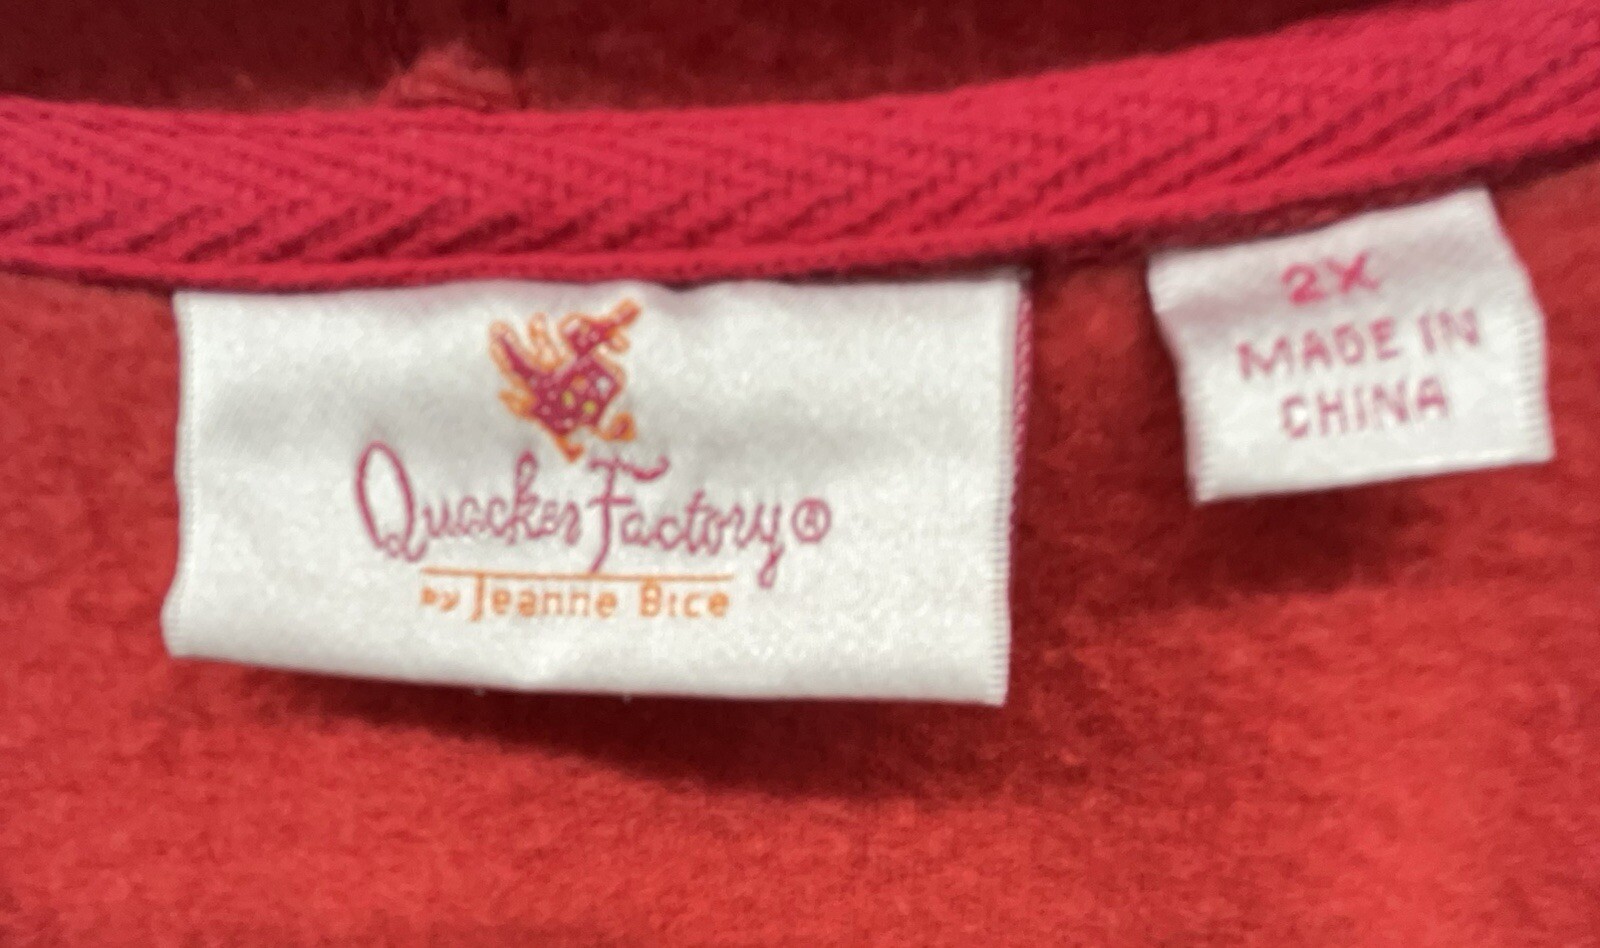 Quacker Factory®
by Jeanne Bice
2X
MADE IN
CHINA